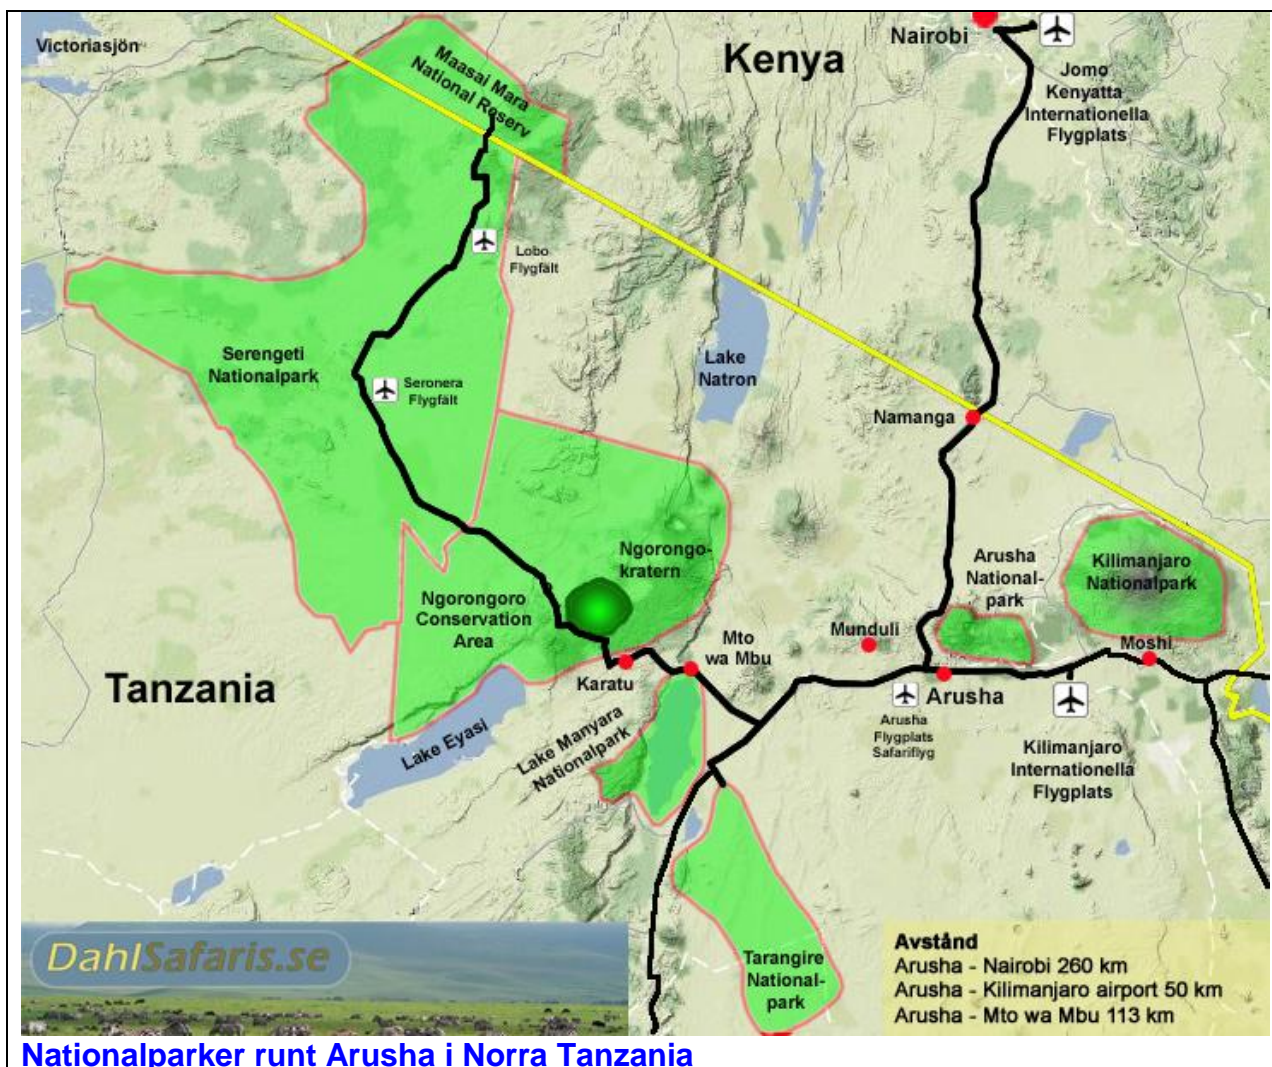 Victoriasjön
Maasai Mara
National Reserv
Kenya
Nairobi
Jomo
Kenyatta
Internationella
Flygplats
Lobo
Flygfält
Serengeti
Nationalpark
Seronera
Flygfält
Lake
Natron
Namanga
Ngorongo-
kratern
Arusha
National-
park
Kilimanjaro
Nationalpark
Ngorongoro
Conservation
Area
Munduli
Mto
wa Mbu
Moshi
Tanzania
Karatu
Arusha
Lake Eyasi
Lake Manyara
Nationalpark
Arusha
Flygplats
Safariflyg
Kilimanjaro
Internationella
Flygplats
Tarangire
National-
park
DahlSafaris.se
Avstånd
Arusha - Nairobi 260 km
Arusha - Kilimanjaro airport 50 km
Arusha - Mto wa Mbu 113 km
Nationalparker runt Arusha i Norra Tanzania